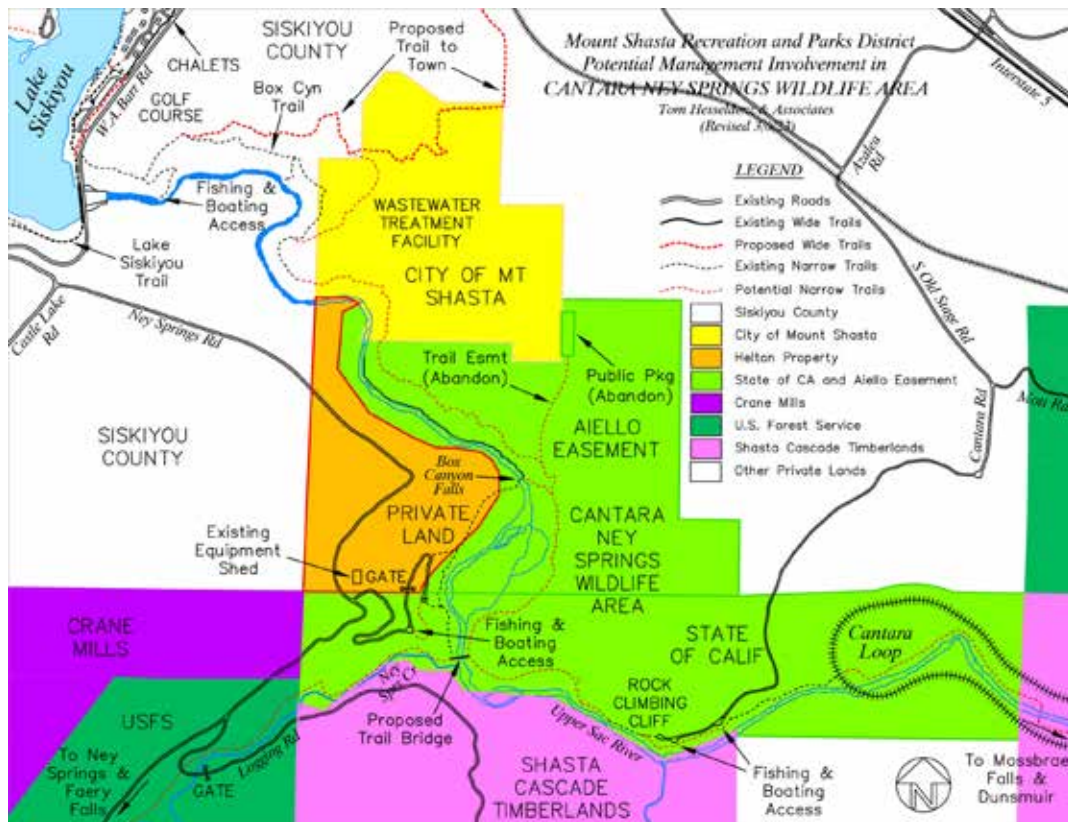 Mount Shasta Recreation and Parks District
Potential Management Involvement in
CANTARA NEY SPRINGS WILDLIFE AREA
Tom Hesseldenz & Associates
(Revised
LEGEND
Existing Roads
Existing Wide Trails
Proposed Wide Trails
Existing Narrow Trails
Potential Narrow Trails
Siskiyou County
City of Mount Shasta
Helton Property
State of CA and Aiello Easement
Crane Mills
U.S. Forest Service
Shasta Cascade Timberlands
Other Private Lands
Lake
Siskiyou
W.A. Barr Rd
CHALETS
GOLF
COURSE
SISKIYOU
COUNTY
Box Cyn
Trail
Proposed
Trail to
Town
Interstate 5
Azalea
Rd
Fishing &
Boating
Access
WASTEWATER
TREATMENT
FACILITY
CITY OF MT
SHASTA
Lake
Siskiyou
Trail
Castle Lake
Rd
Ney Springs Rd
S Old Stage Rd
Cantara Rd
Trail Esmt
(Abandon)
Public Pkg
(Abandon)
AIELLO
EASEMENT
SISKIYOU
COUNTY
Box
Canyon
Falls
PRIVATE
LAND
CANTARA
NEY
SPRINGS
WILDLIFE
AREA
Existing
Equipment
Shed
GATE
CRANE
MILLS
Fishing &
Boating
Access
STATE
OF CALIF
Cantara
Loop
ROCK
CLIMBING
CLIFF
Upper Sac River
Proposed
Trail Bridge
USFS
Logging Rd
To Ney
Springs &
Faery
Falls
GATE
SHASTA
CASCADE
TIMBERLANDS
Fishing &
Boating
Access
N
To Mossbrae
Falls &
Dunsmuir